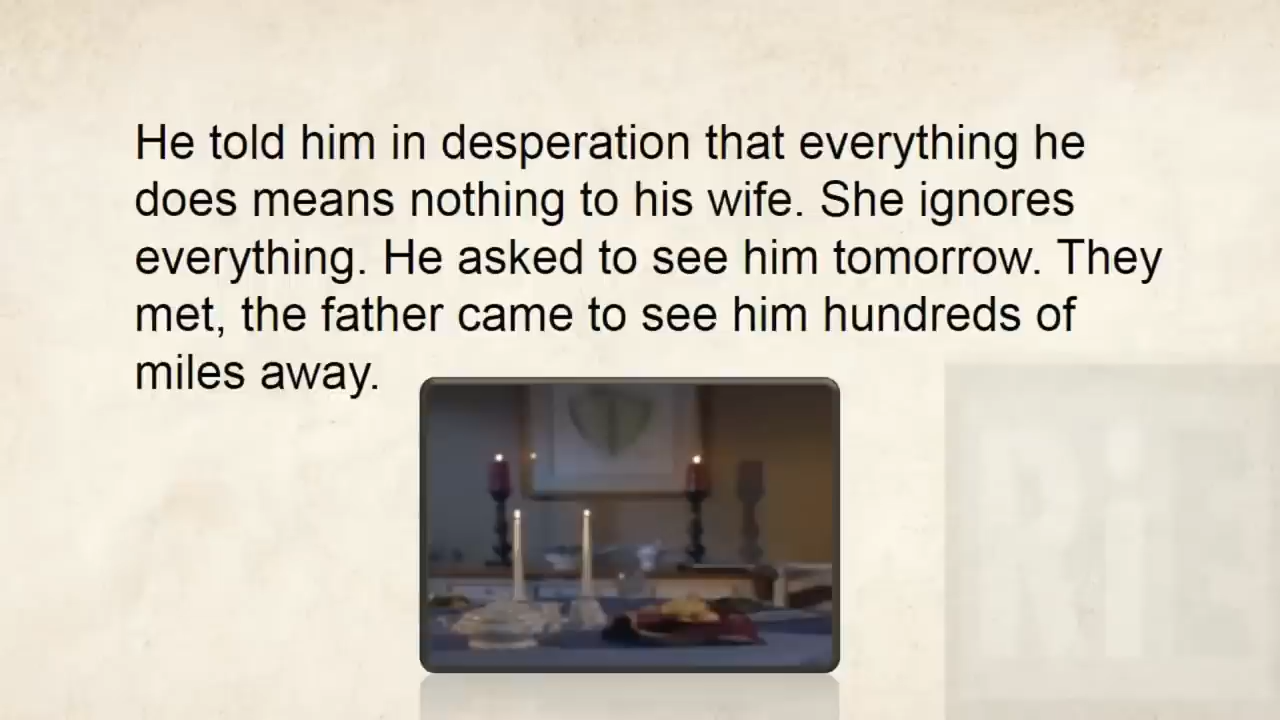 He told him in desperation that everything he
does means nothing to his wife. She ignores
everything. He asked to see him tomorrow. They
met, the father came to see him hundreds of
miles away.